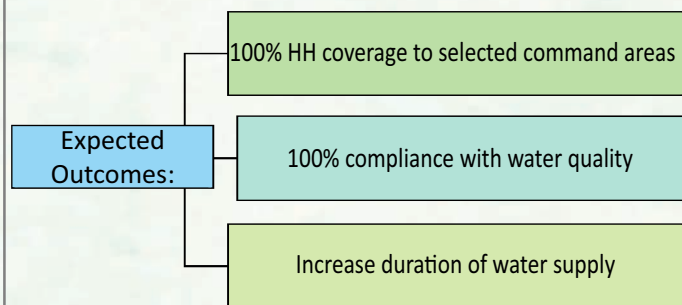 Expected
Outcomes:
100% HH coverage to selected command areas
100% compliance with water quality
Increase duration of water supply